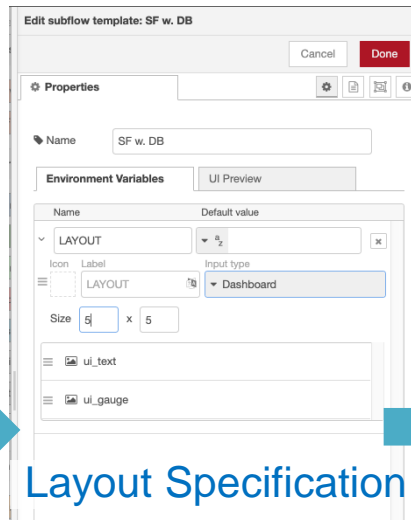 Edit subflow template: SF w. DB
Cancel Done
Properties
Name SF w. DB
Environment Variables UI Preview
Name Default value
LAYOUT a z
Icon Label Input type
LAYOUT Dashboard
Size 5 x 5
ui_text
ui_gauge
Layout Specification